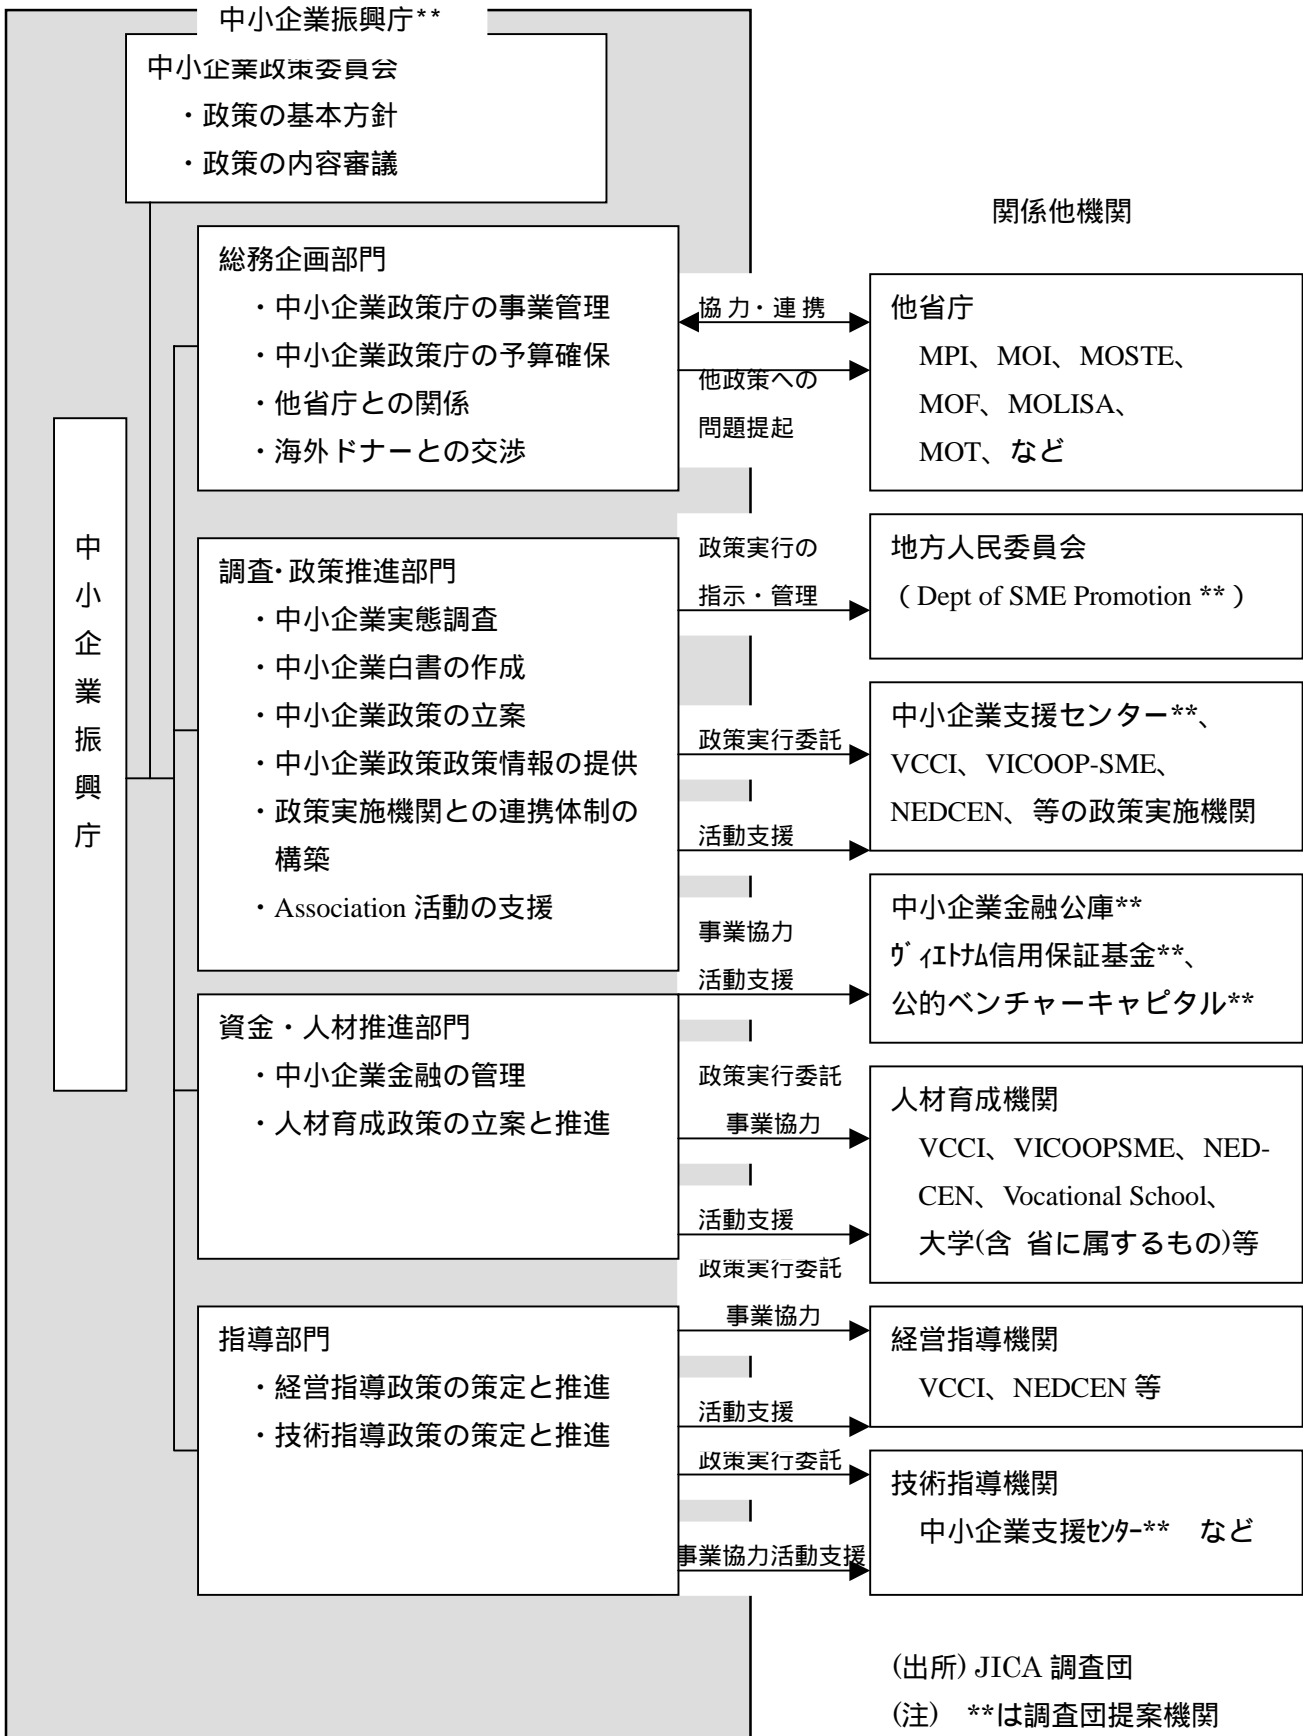 中小企業振興庁**
中小企業政策委員会
・政策の基本方針
・政策の内容審議
関係他機関
中小企業振興庁
総務企画部門
・中小企業政策庁の事業管理
・中小企業政策庁の予算確保
・他省庁との関係
・海外ドナーとの交渉
協力・連携
他政策への
問題提起
他省庁
MPI、MOI、MOSTE、
MOF、MOLISA、
MOT、など
調査・政策推進部門
・中小企業実態調査
・中小企業白書の作成
・中小企業政策の立案
・中小企業政策政策情報の提供
・政策実施機関との連携体制の
構築
・Association 活動の支援
政策実行の
指示・管理
地方人民委員会
（Dept of SME Promotion **）
政策実行委託
活動支援
中小企業支援センター**、
VCCI、VICOOP-SME、
NEDCEN、等の政策実施機関
事業協力
活動支援
中小企業金融公庫**
ｳﾞｨｴﾄﾅﾑ信用保証基金**、
公的ベンチャーキャピタル**
資金・人材推進部門
・中小企業金融の管理
・人材育成政策の立案と推進
政策実行委託
事業協力
活動支援
人材育成機関
VCCI、VICOOPSME、NED-
CEN、Vocational School、
大学(含 省に属するもの)等
指導部門
・経営指導政策の策定と推進
・技術指導政策の策定と推進
政策実行委託
事業協力
活動支援
経営指導機関
VCCI、NEDCEN 等
政策実行委託
事業協力活動支援
技術指導機関
中小企業支援ｾﾝﾀｰ** など
(出所) JICA 調査団
(注) **は調査団提案機関